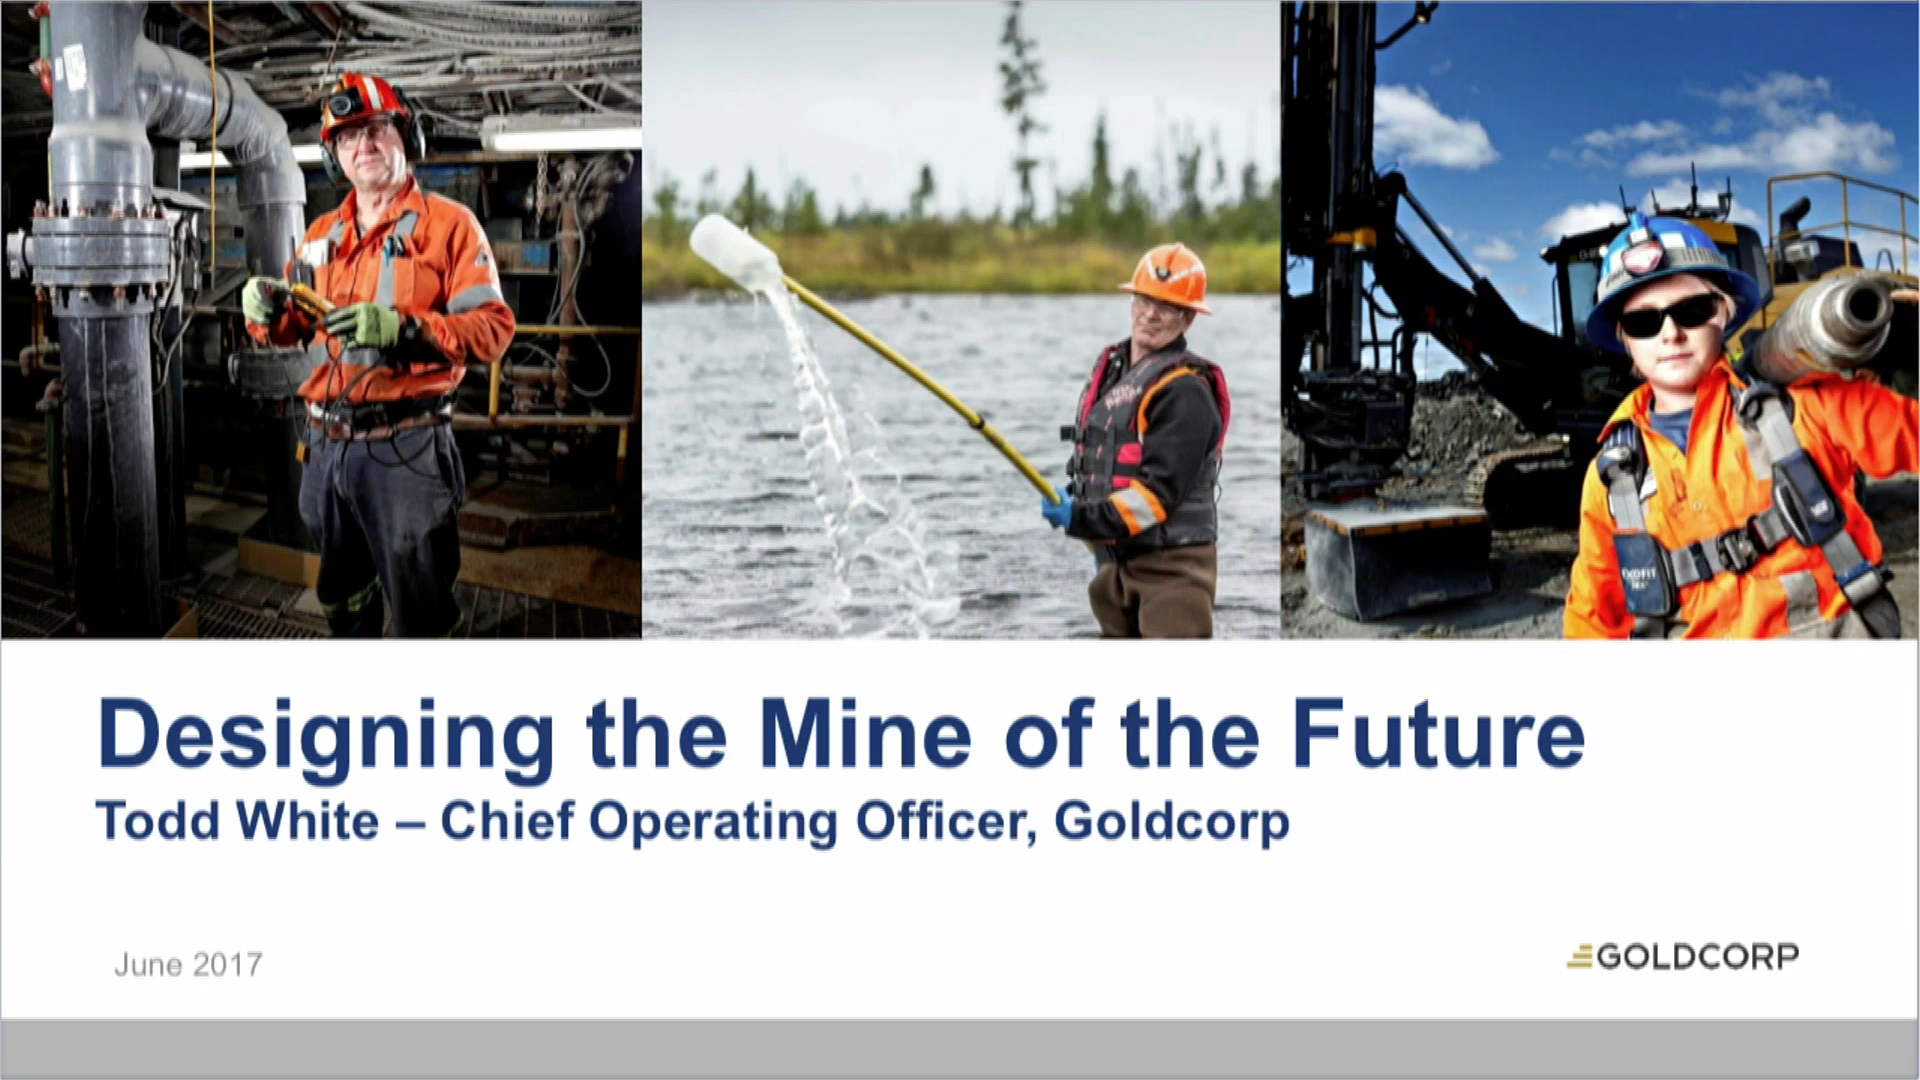 Designing the Mine of the Future
Todd White – Chief Operating Officer, Goldcorp
June 2017
GOLDCORP